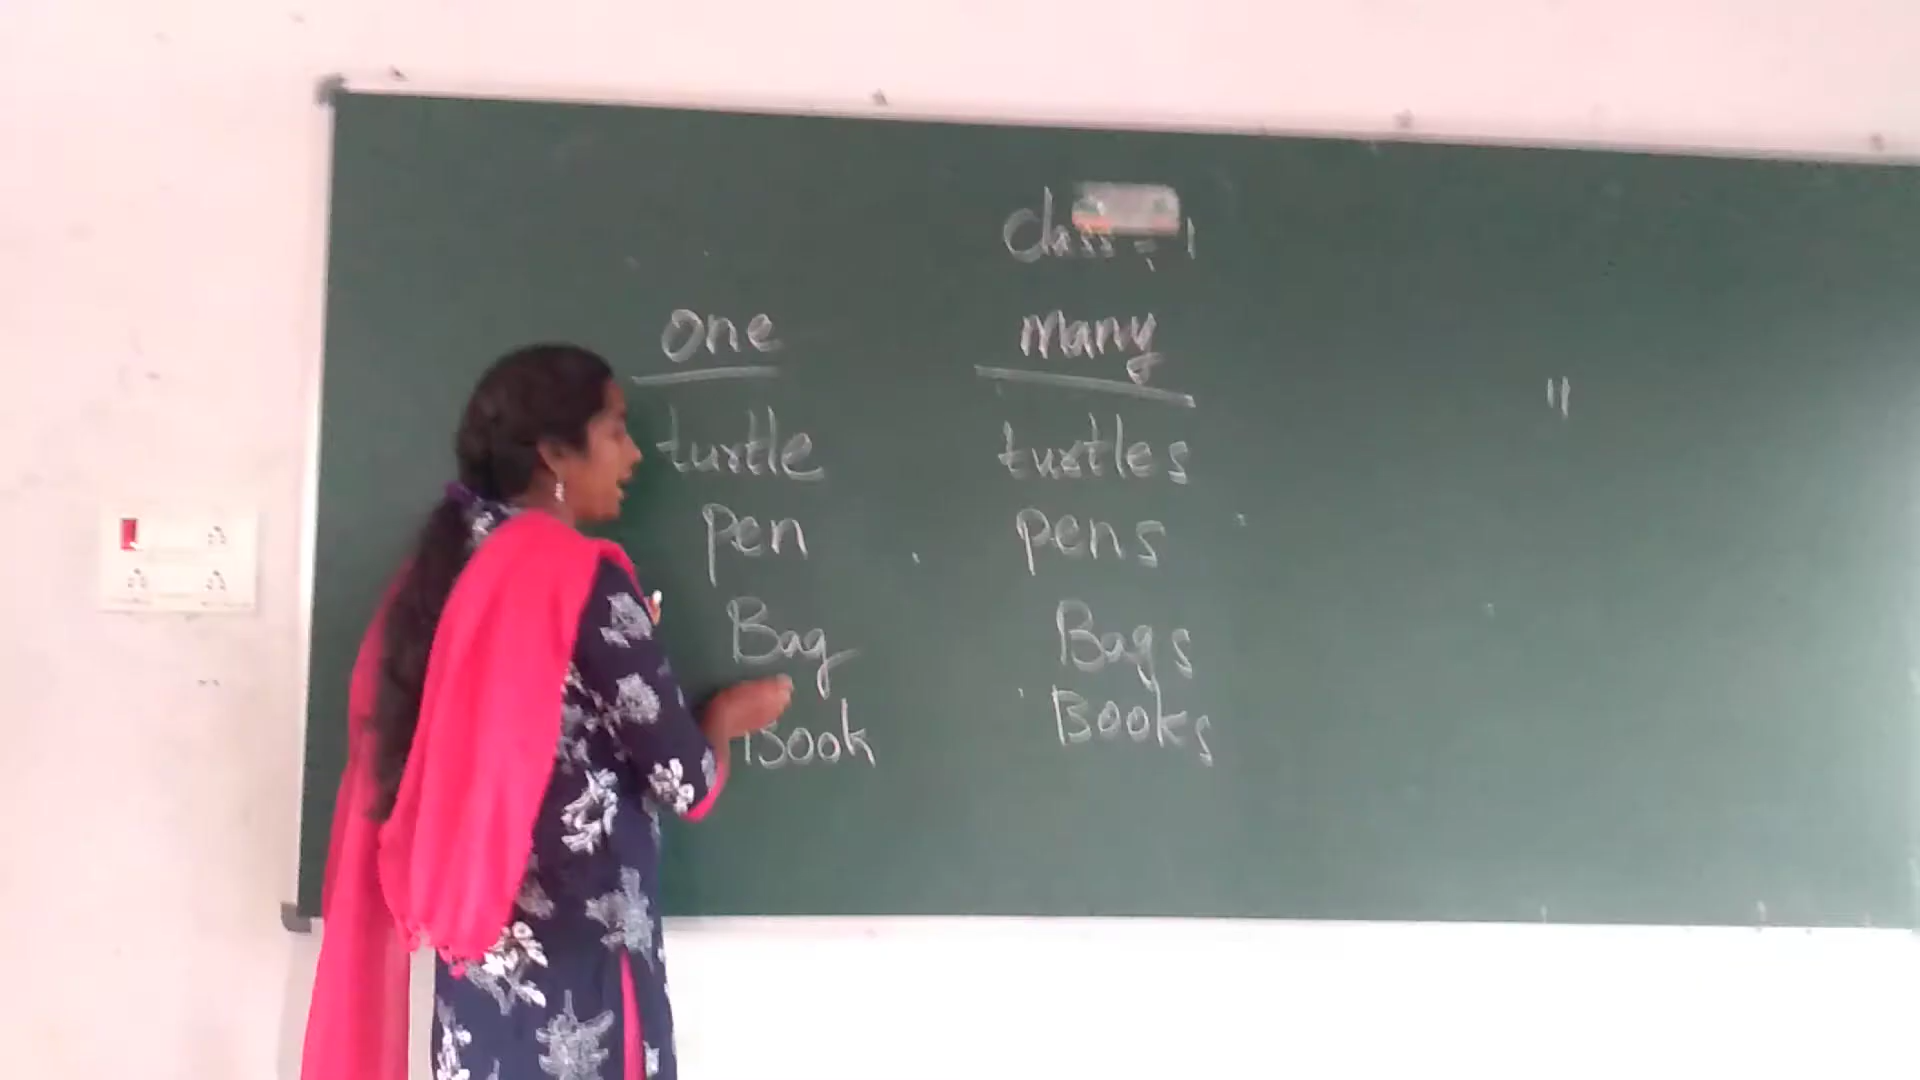 Class : 1
One many
turtle turtles
pen pens
Bag Bags
Book Books
"